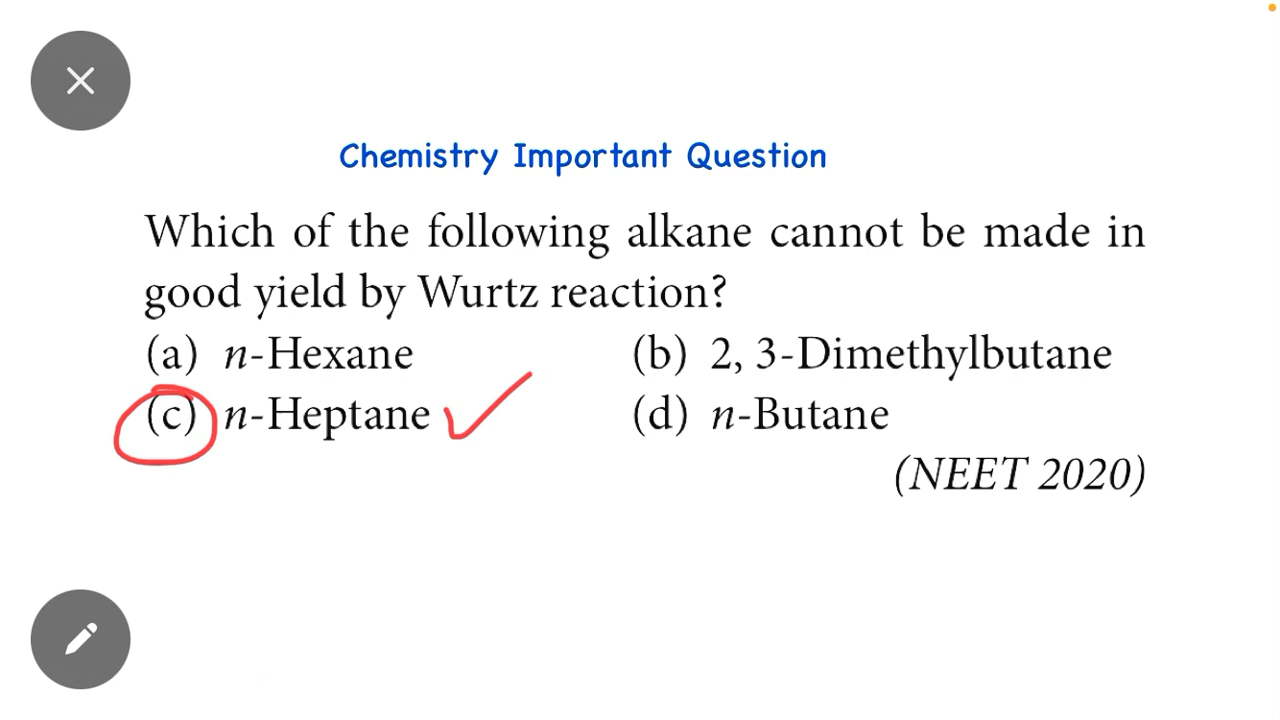 Chemistry Important Question
Which of the following alkane cannot be made in
good yield by Wurtz reaction?
(a) n-Hexane (b) 2, 3-Dimethylbutane
(c) n-Heptane (d) n-Butane
(NEET 2020)